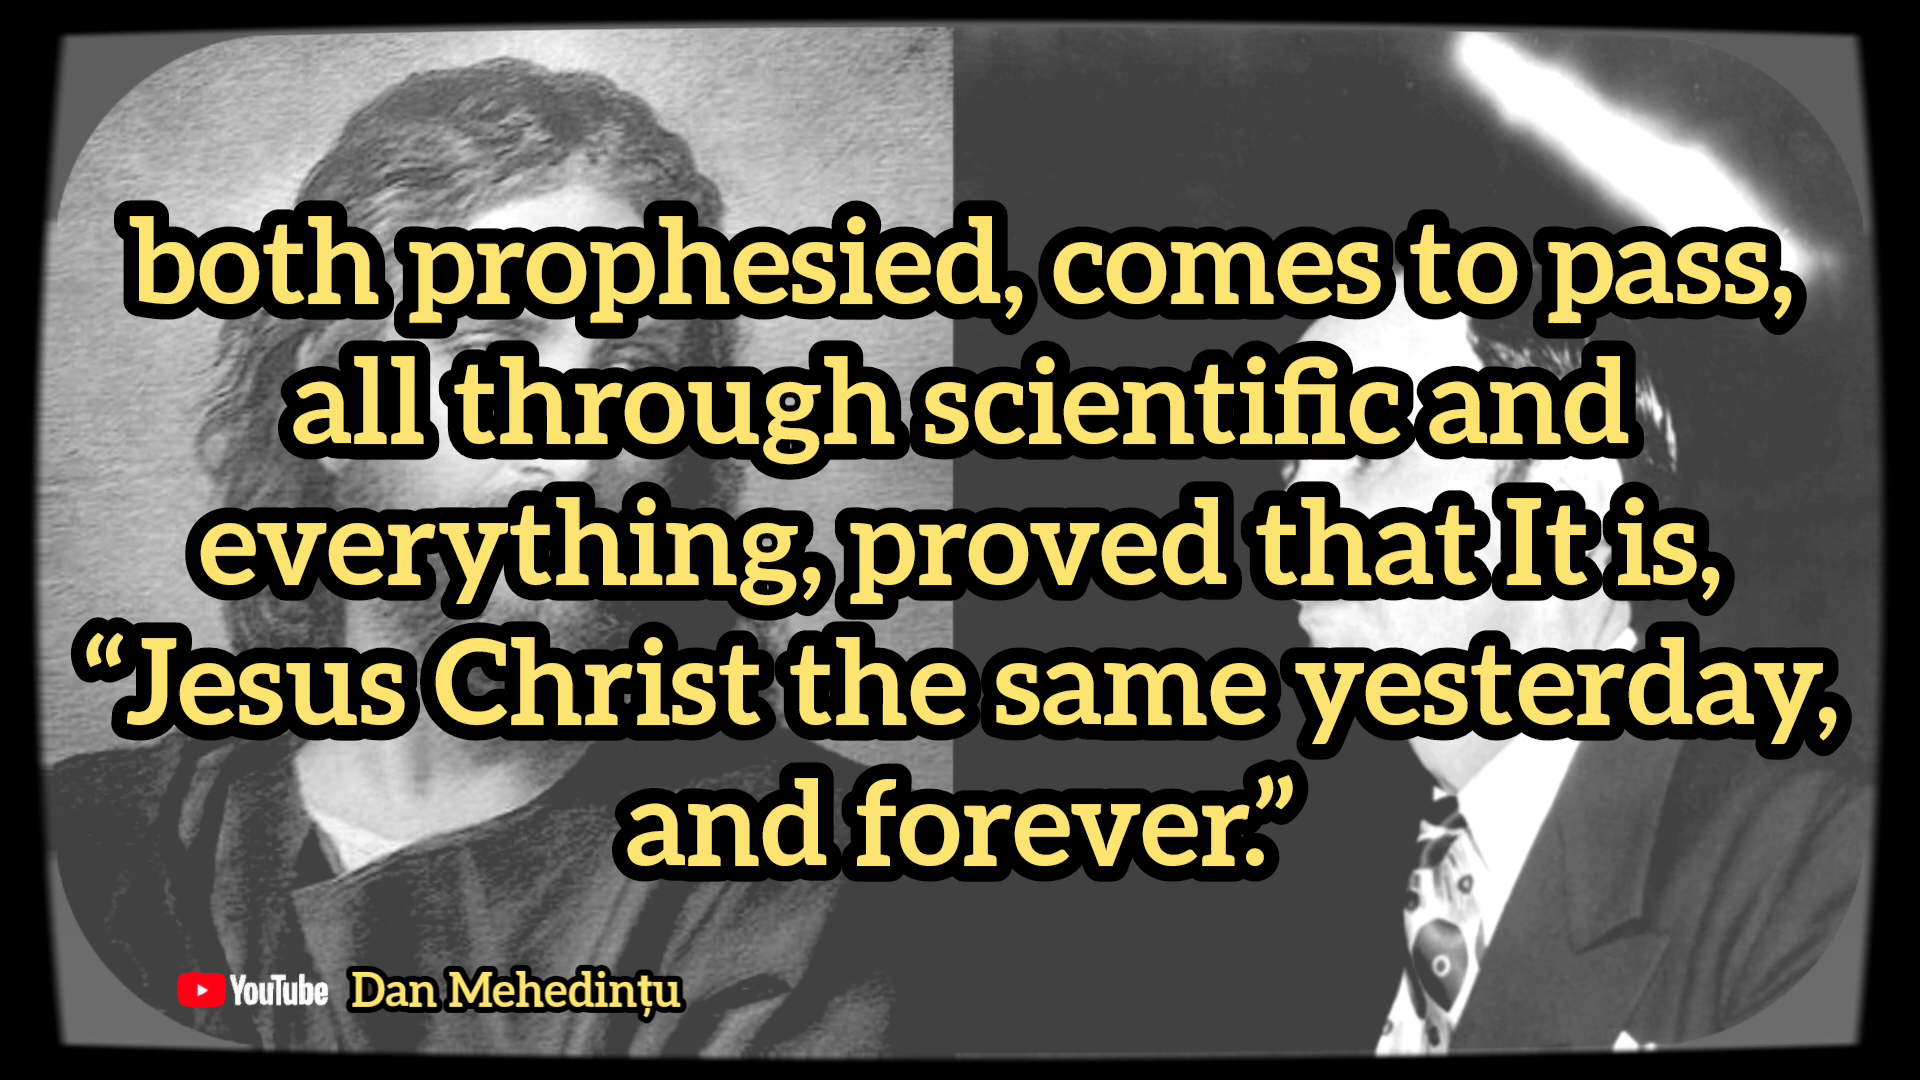 both prophesied, comes to pass,
all through scientific and
everything, proved that It is,
“Jesus Christ the same yesterday,
and forever.”
YouTube Dan Mehedințu